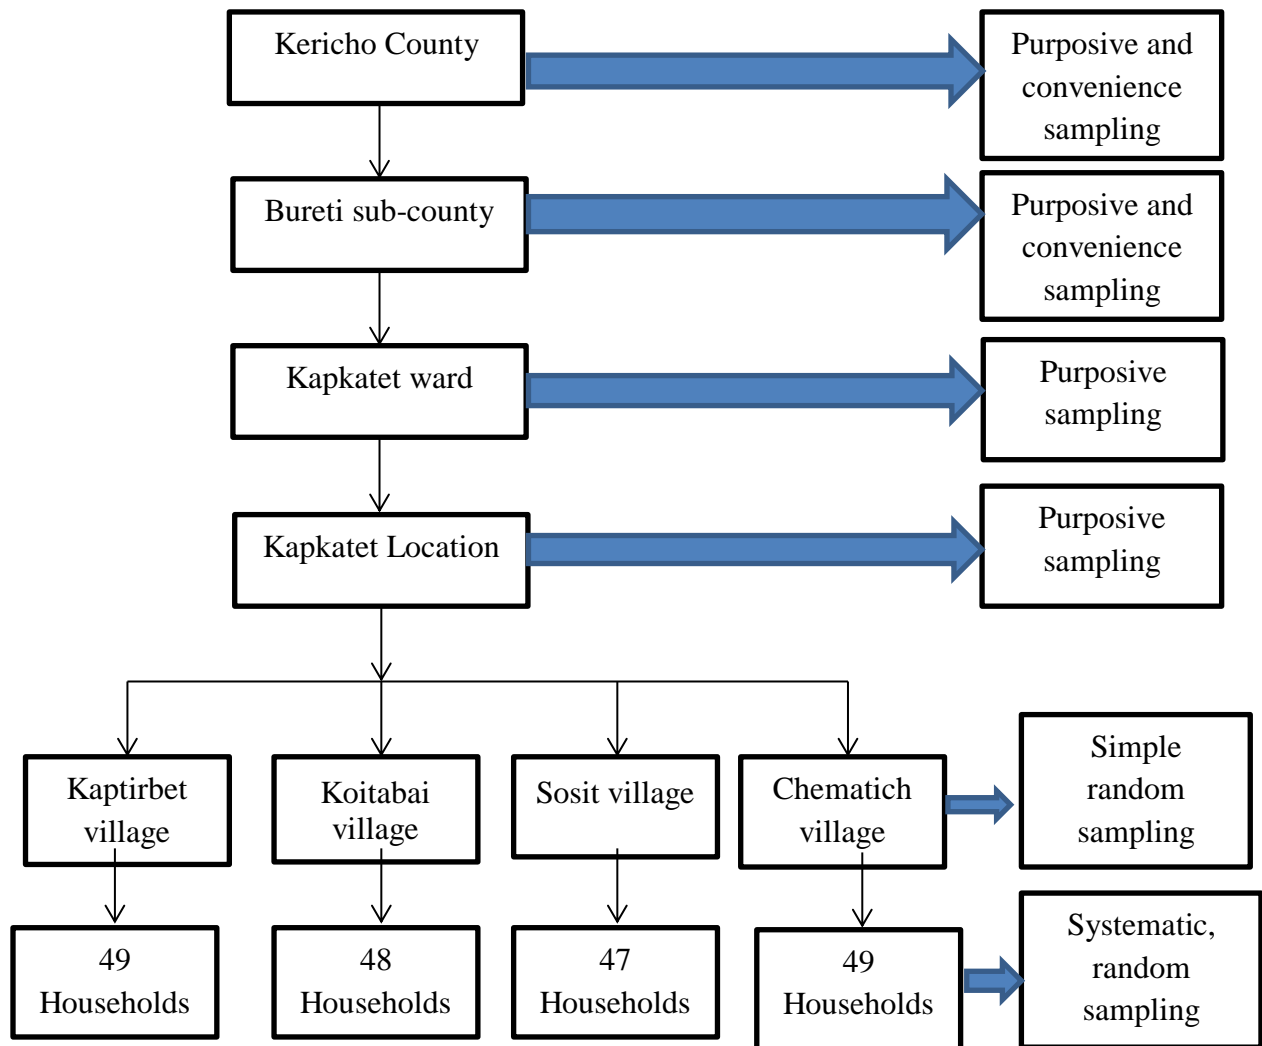 Kericho County
Purposive and
convenience
sampling
Bureti sub-county
Purposive and
convenience
sampling
Kapkatet ward
Purposive
sampling
Kapkatet Location
Purposive
sampling
Kaptirbet
village
Koitabai
village
Sosit village
Chematich
village
Simple
random
sampling
49
Households
48
Households
47
Households
49
Households
Systematic,
random
sampling